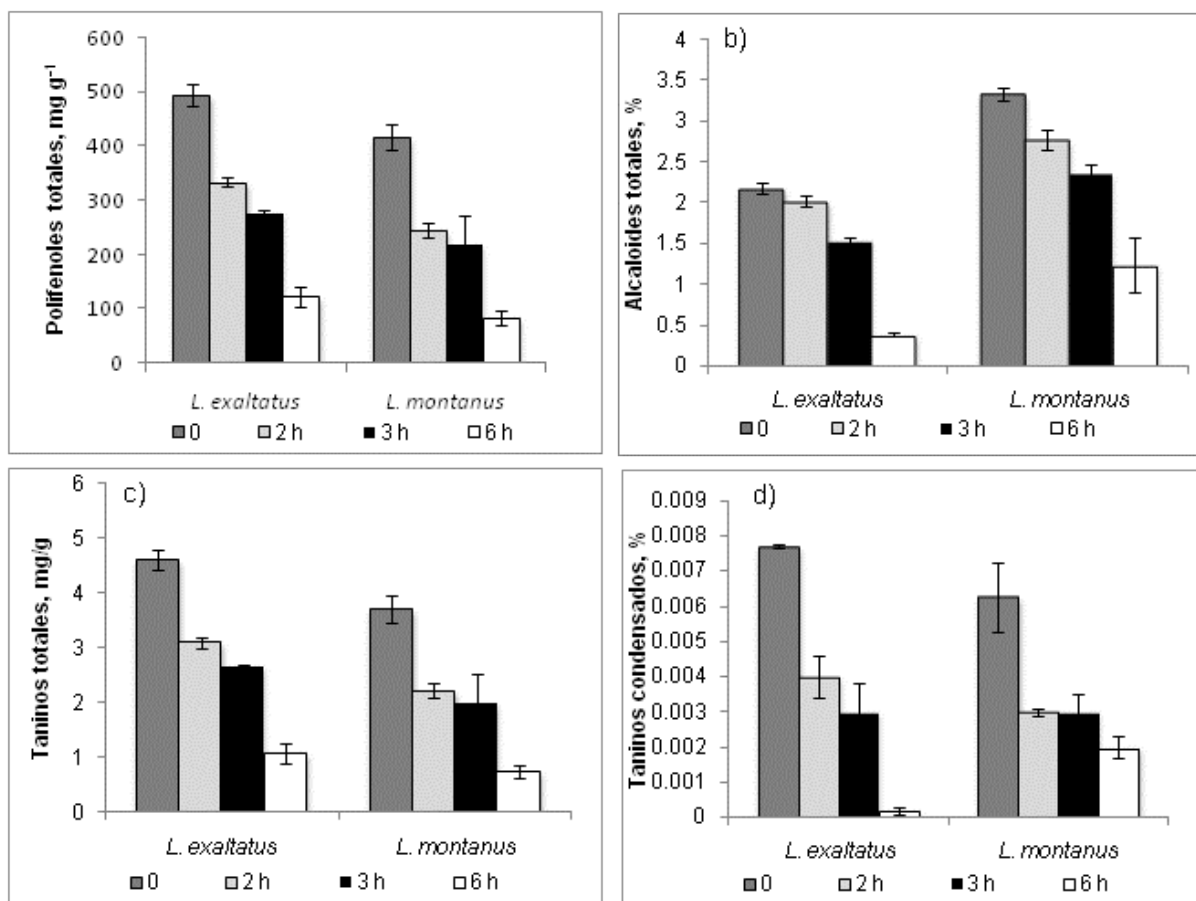 600
500
400
300
200
100
0
Polifenoles totales, mg g⁻¹
L. exaltatus L. montanus
0 2 h 3 h 6 h
b)
4
3.5
3
2.5
2
1.5
1
0.5
0
Alcaloides totales, %
L. exaltatus L. montanus
0 2 h 3 h 6 h
c)
6
5
4
3
2
1
0
Taninos totales, mg/g
L. exaltatus L. montanus
0 2 h 3 h 6 h
d)
0.009
0.008
0.007
0.006
0.005
0.004
0.003
0.002
0.001
0
Taninos condensados, %
L. exaltatus L. montanus
0 2 h 3 h 6 h